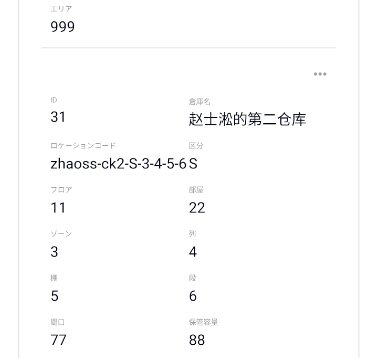 エリア
999
ID 倉庫名
31 赵士淞的第二仓库
ロケーションコード 区分
zhaoss-ck2-S-3-4-5-6 S
フロア 部屋
11 22
ゾーン 列
3 4
棚 段
5 6
間口 保管容量
77 88